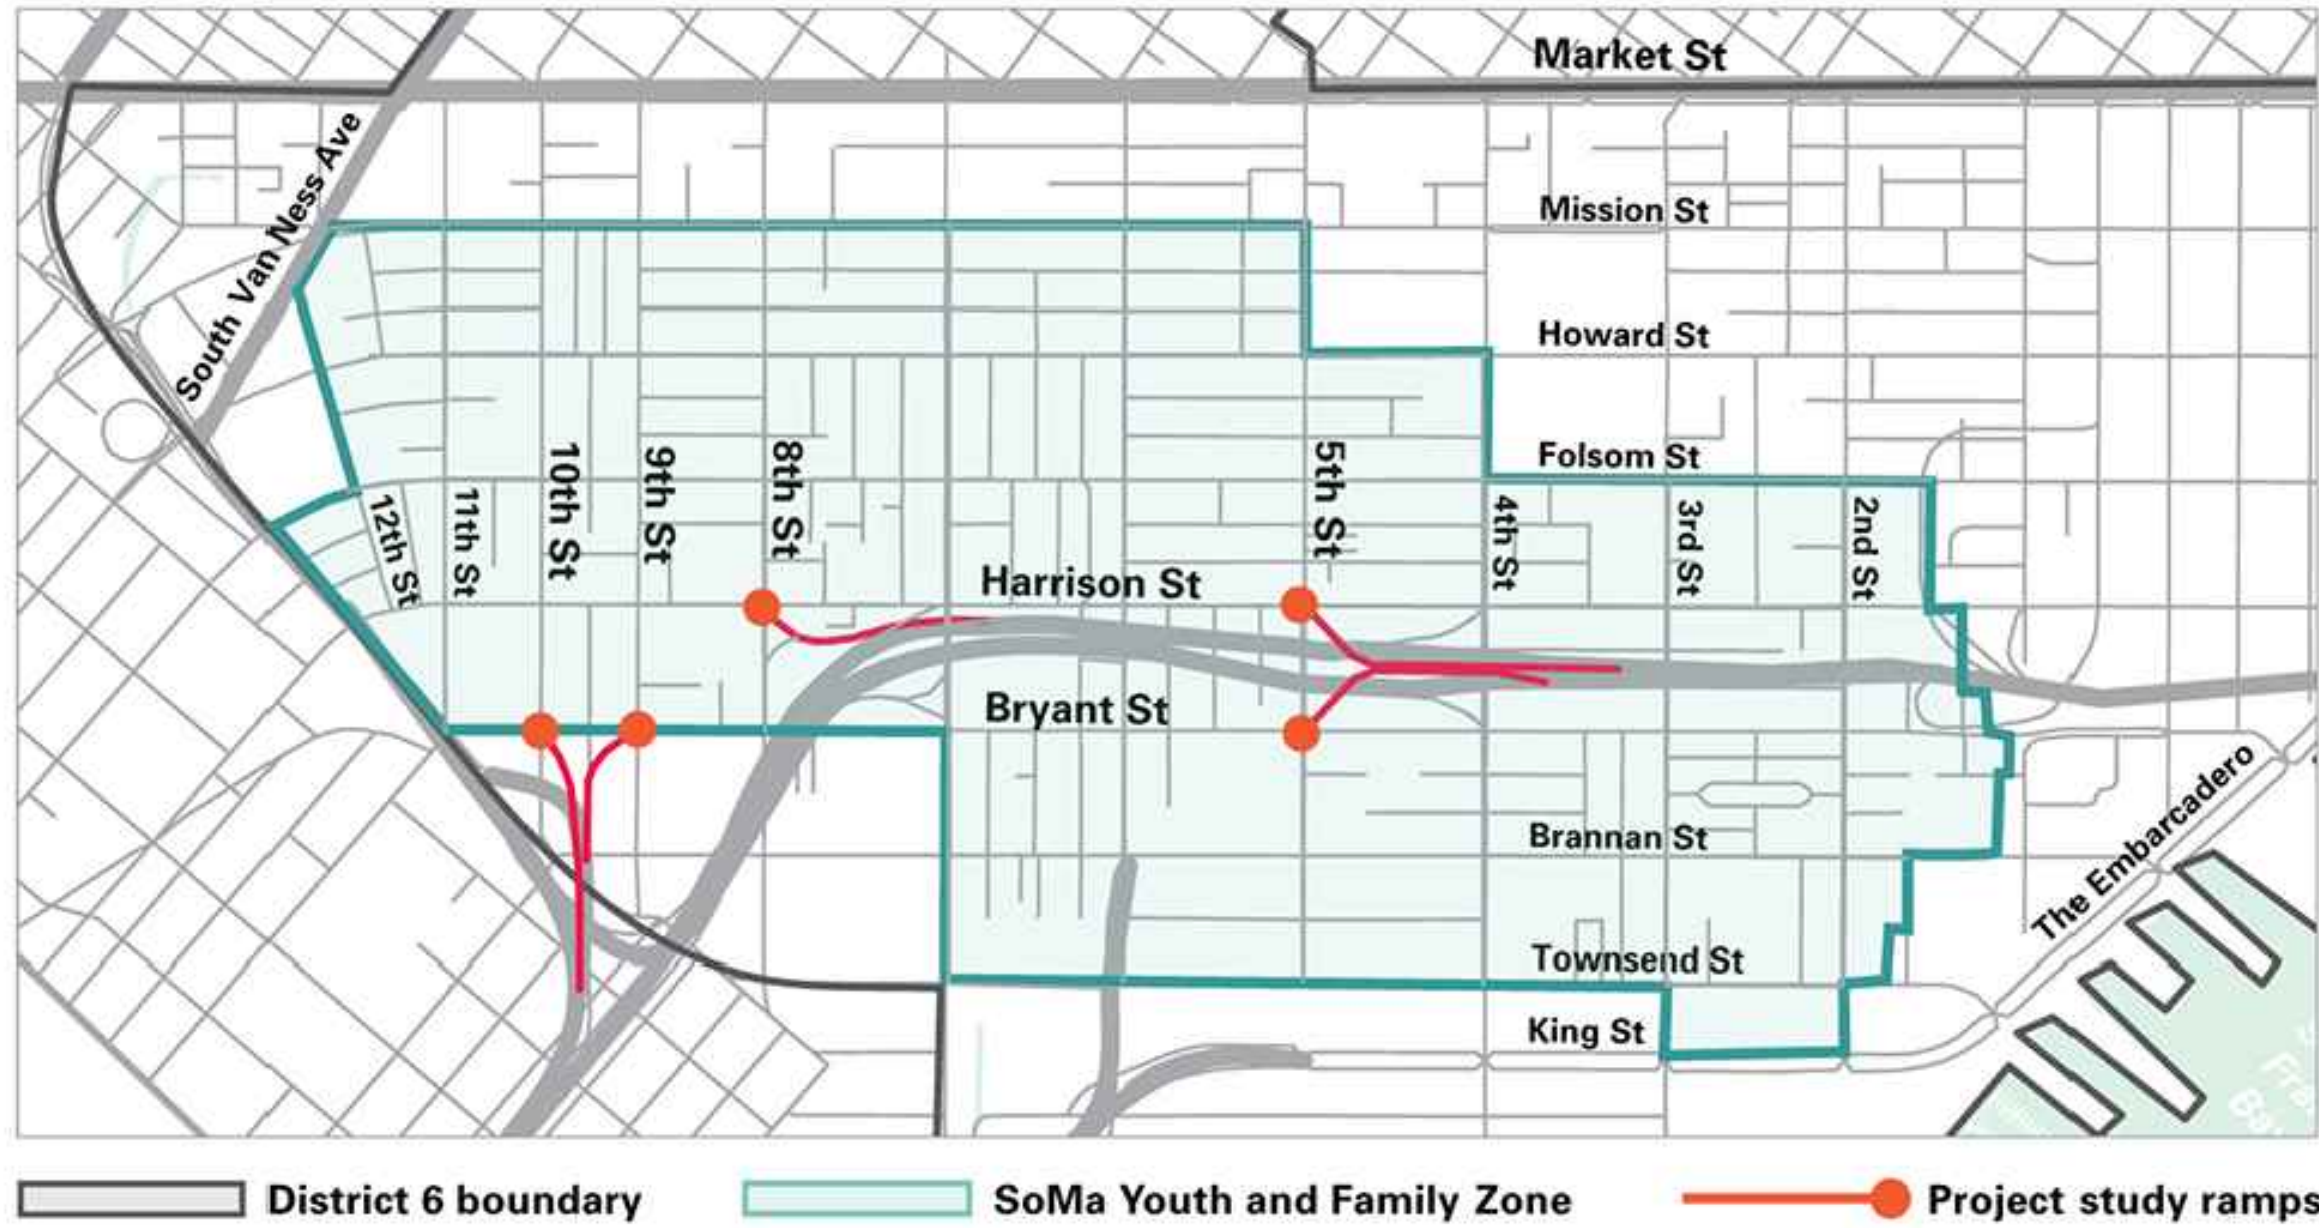 Market St
South Van Ness Ave
Mission St
Howard St
Folsom St
10th St
9th St
8th St
5th St
12th St
11th St
4th St
3rd St
2nd St
Harrison St
Bryant St
Brannan St
The Embarcadero
Townsend St
King St
District 6 boundary
SoMa Youth and Family Zone
Project study ramps